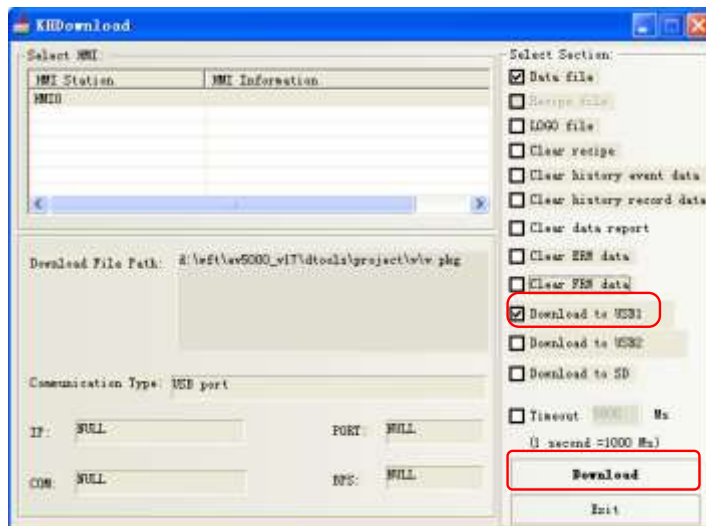 KHDownload
Select HMI
HMI Station HMI Information
HMI0
Download File Path: d:\eft\ev5000_v17\dtools\project\w\w.pkg
Communication Type: USB port
IP: NULL PORT: NULL
COM: NULL BPS: NULL
Select Section:
Data file
Recipe file
LOGO file
Clear recipe
Clear history event data
Clear history record data
Clear data report
Clear ERM data
Clear FRM data
Download to USB1
Download to USB2
Download to SD
Timeout Ms
(1 second =1000 Ms)
Download
Exit